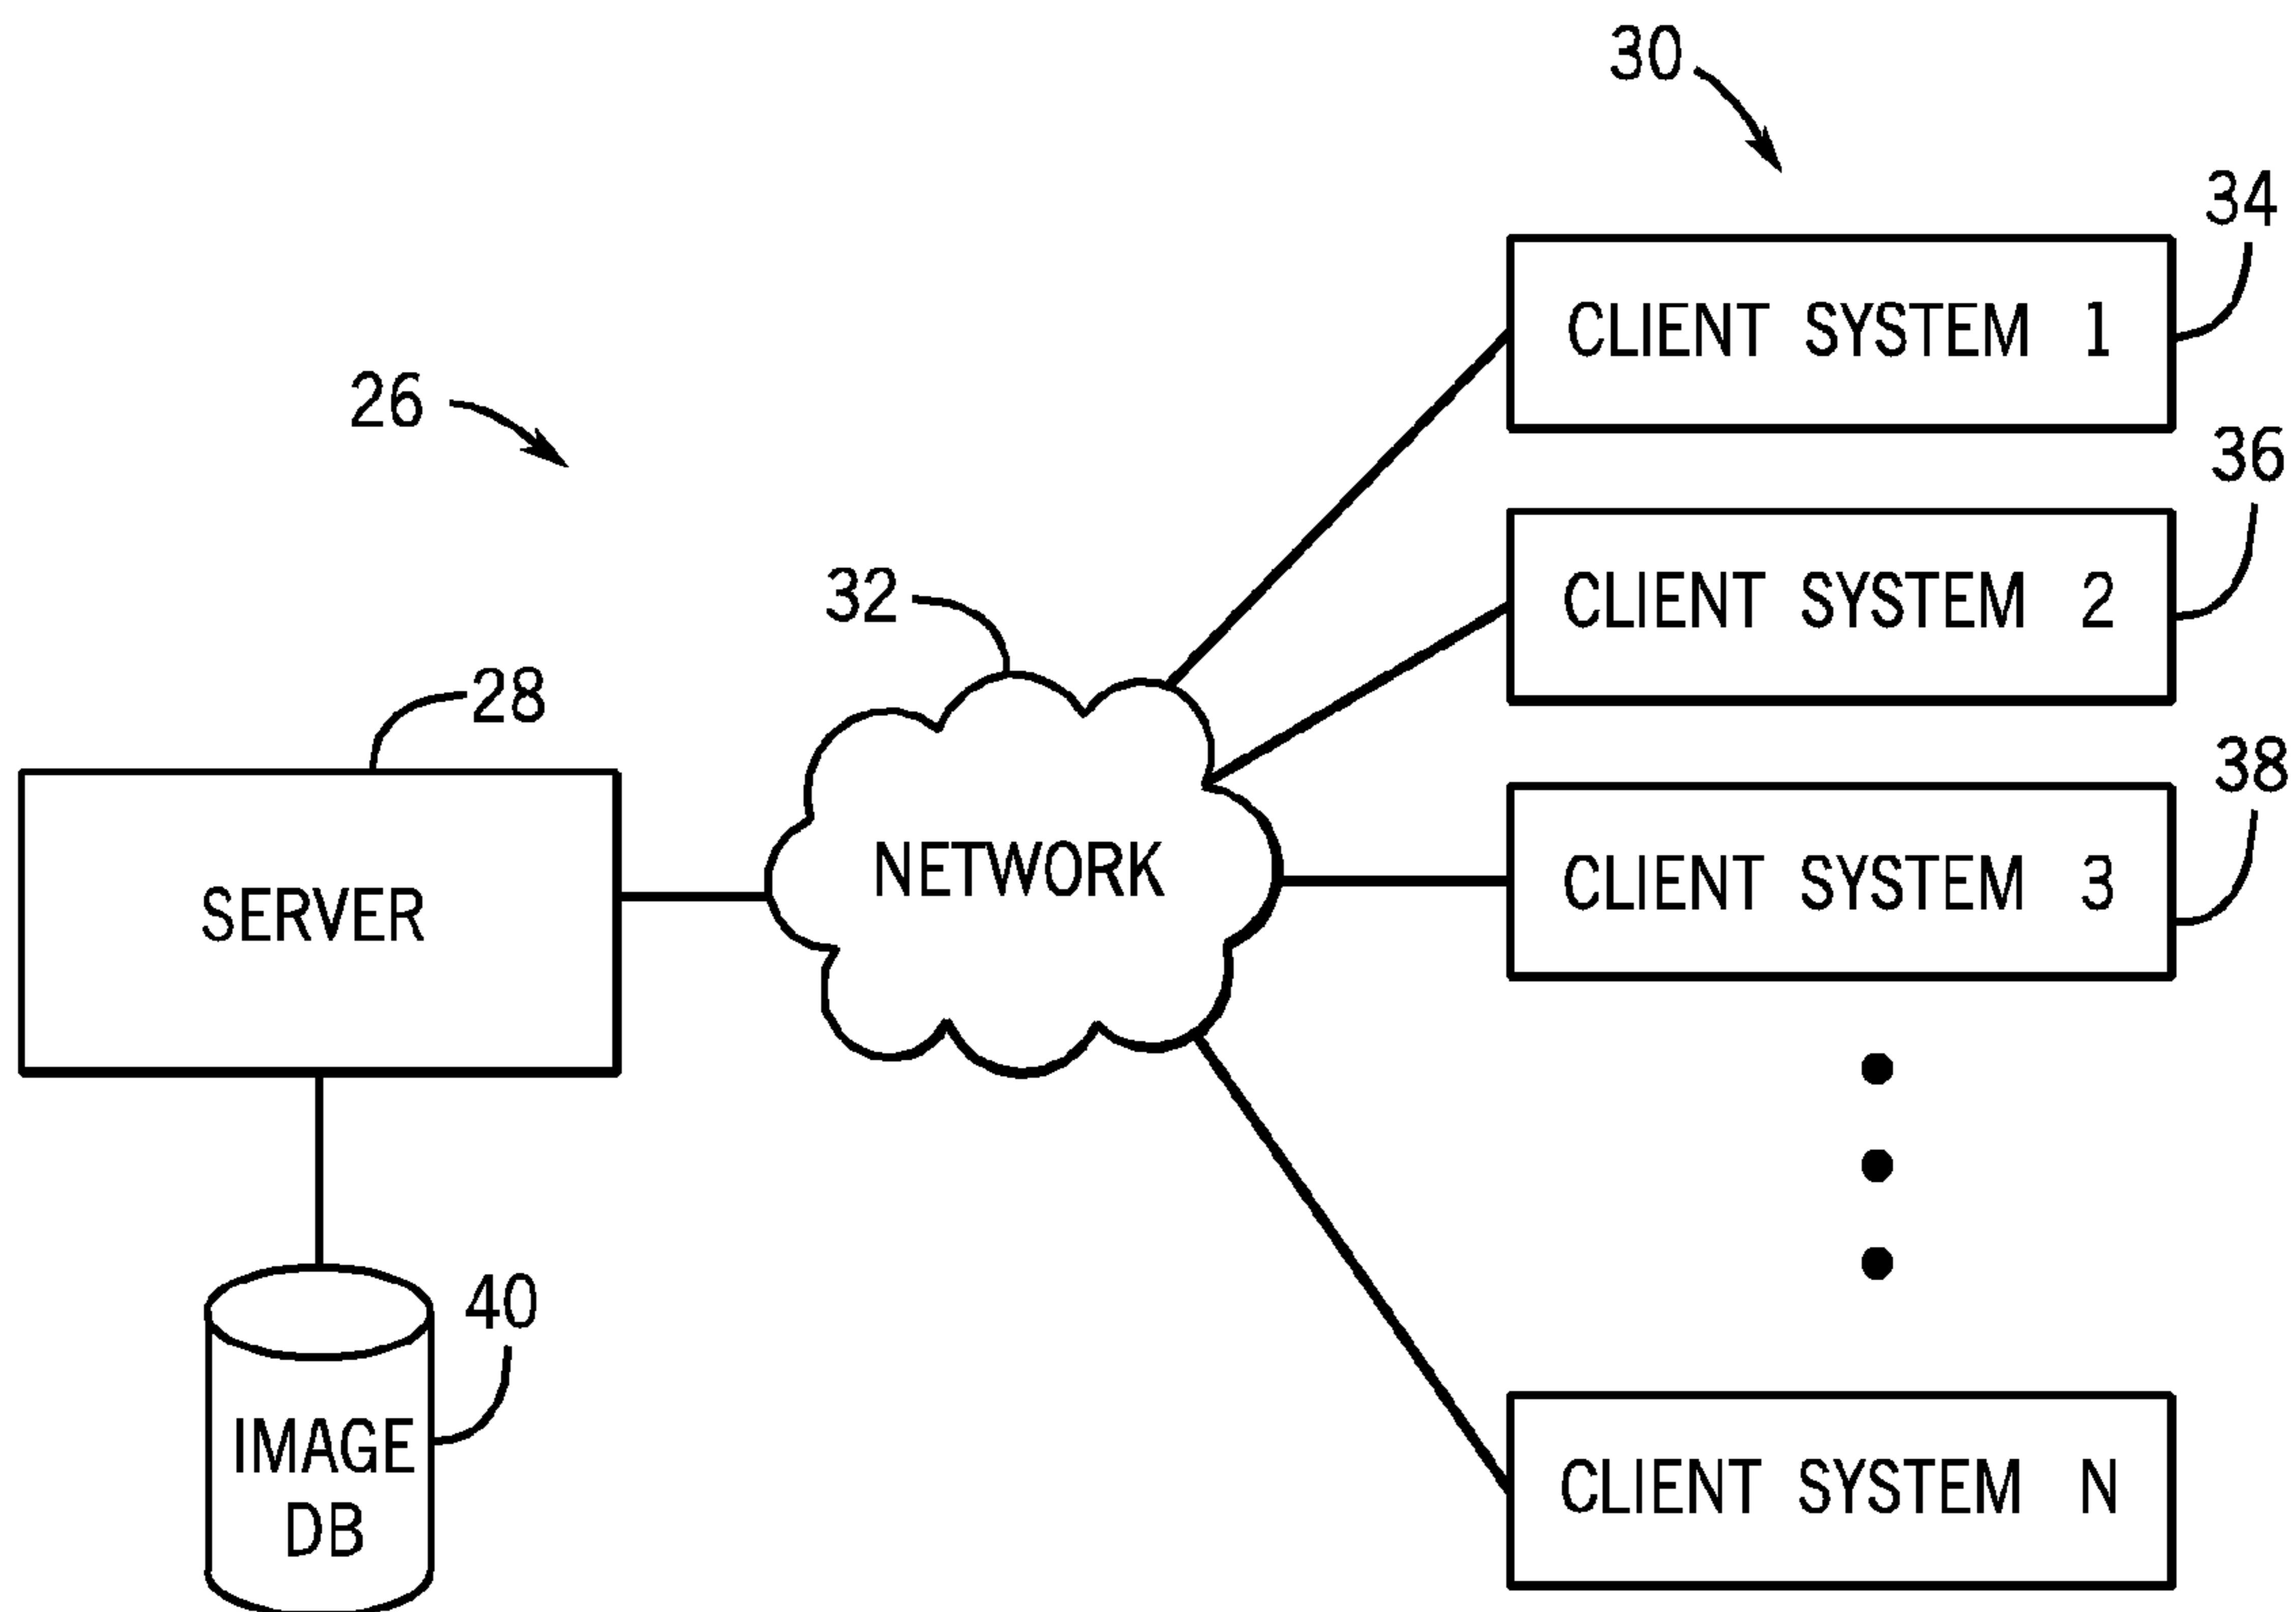 30
34
CLIENT SYSTEM 1
26
36
CLIENT SYSTEM 2
32
28
38
NETWORK
CLIENT SYSTEM 3
SERVER
40
IMAGE
DB
CLIENT SYSTEM N